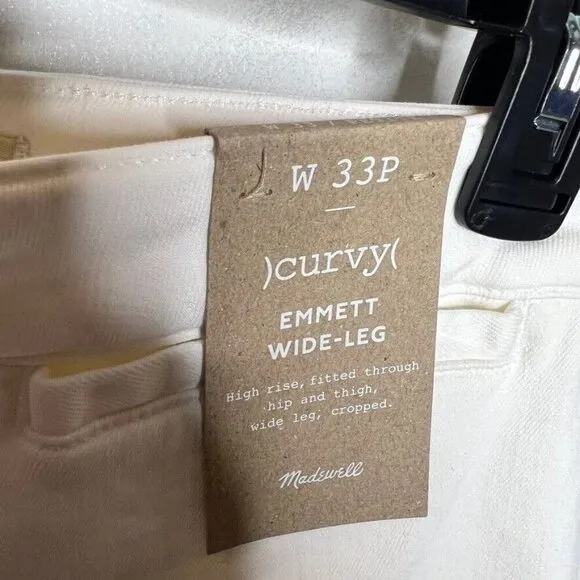 W 33P
)curvy(
EMMETT
WIDE-LEG
High rise, fitted through
hip and thigh,
wide leg, cropped.
Madewell